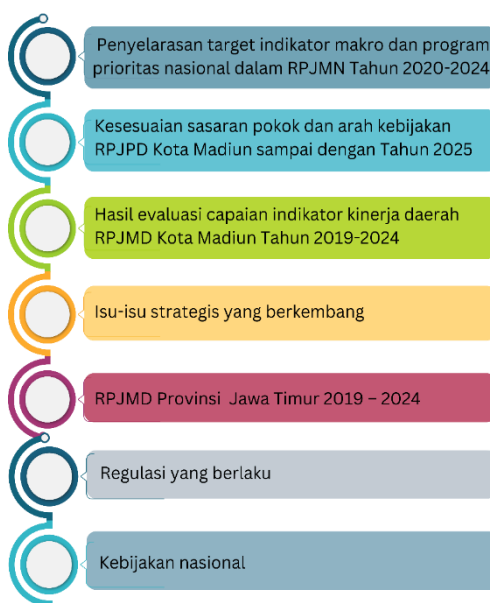 Penyelarasan target indikator makro dan program
prioritas nasional dalam RPJMN Tahun 2020-2024
Kesesuaian sasaran pokok dan arah kebijakan
RPJPD Kota Madiun sampai dengan Tahun 2025
Hasil evaluasi capaian indikator kinerja daerah
RPJMD Kota Madiun Tahun 2019-2024
Isu-isu strategis yang berkembang
RPJMD Provinsi Jawa Timur 2019 – 2024
Regulasi yang berlaku
Kebijakan nasional